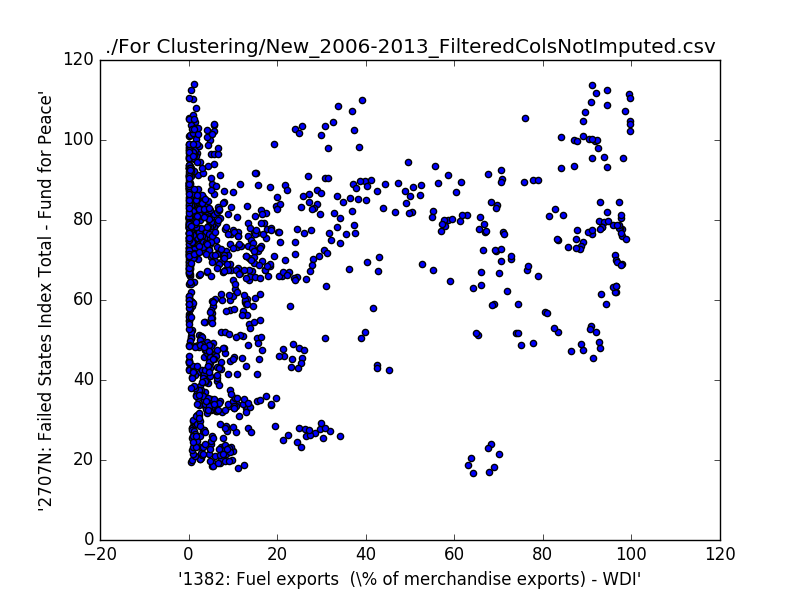 ./For Clustering/New_2006-2013_FilteredColsNotImputed.csv
120
100
80
60
40
20
0
'2707N: Failed States Index Total - Fund for Peace'
−20 0 20 40 60 80 100 120
'1382: Fuel exports  (\% of merchandise exports) - WDI'